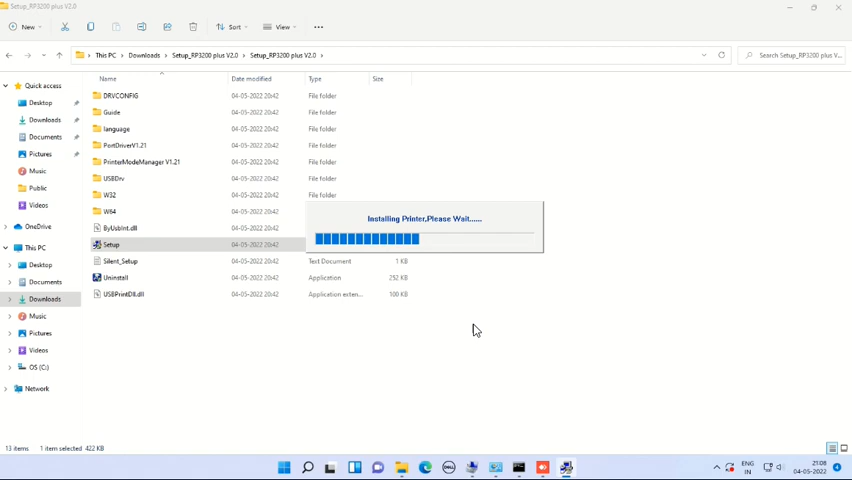 Setup_RP3200 plus V2.0
New
Sort
View
This PC > Downloads > Setup_RP3200 plus V2.0 > Setup_RP3200 plus V2.0 >
Search Setup_RP3200 plus V...
Name Date modified Type Size
Quick access
Desktop
Downloads
Documents
Pictures
Music
Public
Videos
OneDrive
This PC
Desktop
Documents
Downloads
Music
Pictures
Videos
OS (C:)
Network
DRVCONFIG 04-05-2022 20:42 File folder
Guide 04-05-2022 20:42 File folder
language 04-05-2022 20:42 File folder
PortDriverV1.21 04-05-2022 20:42 File folder
PrinterModeManager V1.21 04-05-2022 20:42 File folder
USBDrv 04-05-2022 20:42 File folder
W32 04-05-2022 20:42 File folder
W64 04-05-2022 20:42
ByUsbInt.dll 04-05-2022 20:42
Setup 04-05-2022 20:42
Silent_Setup 04-05-2022 20:42 Text Document 1 KB
Uninstall 04-05-2022 20:42 Application 252 KB
USBPrintDll.dll 04-05-2022 20:42 Application exten... 100 KB
Installing Printer,Please Wait......
13 items 1 item selected 422 KB
DELL
ENG
IN
21:08
04-05-2022
4